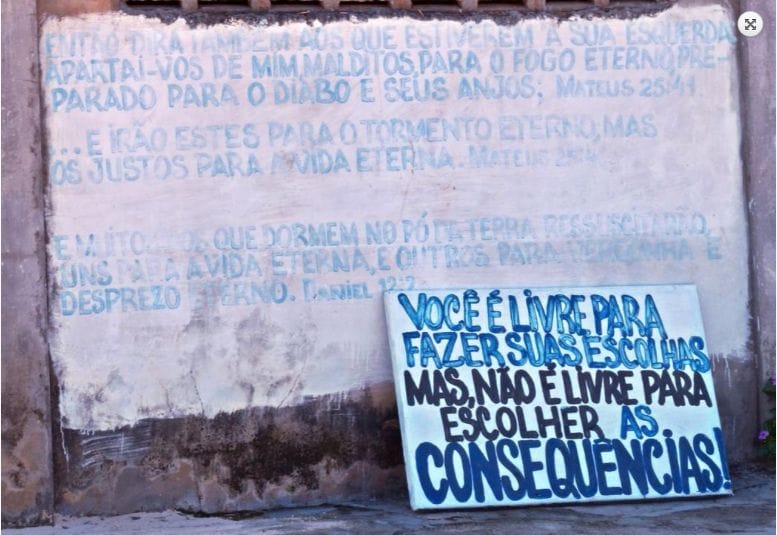 ENTÃO DIRÁ TAMBÉM AOS QUE ESTIVEREM À SUA ESQUERDA
APARTAI-VOS DE MIM, MALDITOS, PARA O FOGO ETERNO, PRE-
PARADO PARA O DIABO E SEUS ANJOS; MATEUS 25:41
... E IRÃO ESTES PARA O TORMENTO ETERNO, MAS
OS JUSTOS PARA A VIDA ETERNA. MATEUS
E QUE DORMEM NO PÓ DA TERRA RESSUSCITARÃO,
UNS PARA A VIDA ETERNA, E OUTROS PARA VERGONHA E
DESPREZO ETERNO. DANIEL 12:2
VOCÊ É LIVRE PARA
FAZER SUAS ESCOLHAS
MAS, NÃO É LIVRE PARA
ESCOLHER AS
CONSEQUÊNCIAS!